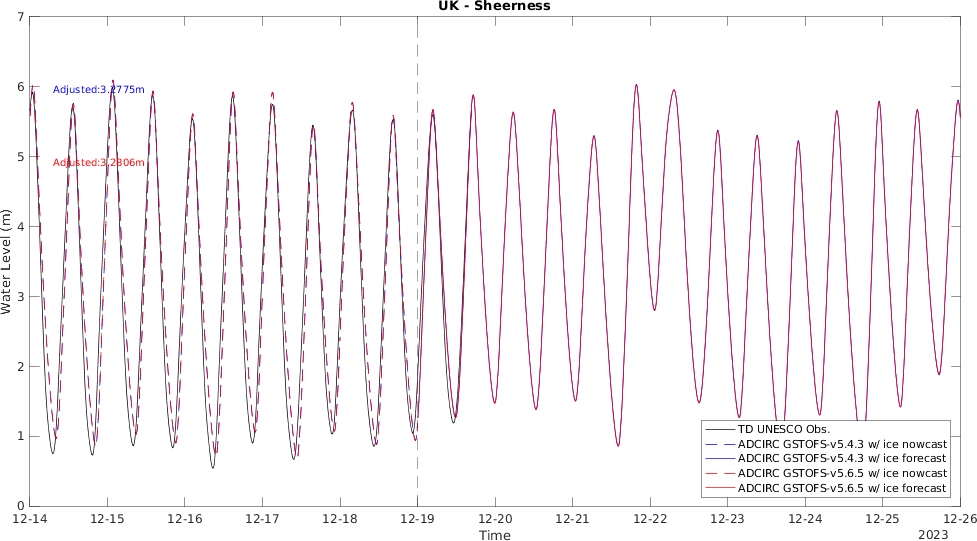 UK - Sheerness
7
6
5
4
3
2
1
0
Water Level (m)
Adjusted:3.2775m
Adjusted:3.2806m
TD UNESCO Obs.
ADCIRC GSTOFS-v5.4.3 w/ ice nowcast
ADCIRC GSTOFS-v5.4.3 w/ ice forecast
ADCIRC GSTOFS-v5.6.5 w/ ice nowcast
ADCIRC GSTOFS-v5.6.5 w/ ice forecast
12-14 12-15 12-16 12-17 12-18 12-19 12-20 12-21 12-22 12-23 12-24 12-25 12-26
Time
2023